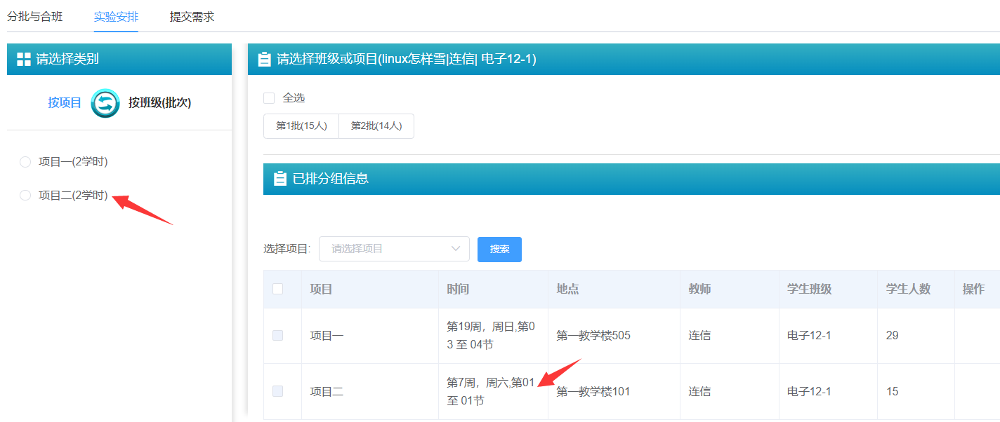 分批与合班 实验安排 提交需求
请选择类别
按项目 按班级(批次)
项目一(2学时)
项目二(2学时)
请选择班级或项目(linux怎样雪|连信| 电子12-1)
全选
第1批(15人) 第2批(14人)
已排分组信息
选择项目: 请选择项目 搜索
项目 时间 地点 教师 学生班级 学生人数 操作
项目一 第19周，周日,第0
3 至 04节 第一教学楼505 连信 电子12-1 29
项目二 第7周，周六,第01
至 01节 第一教学楼101 连信 电子12-1 15